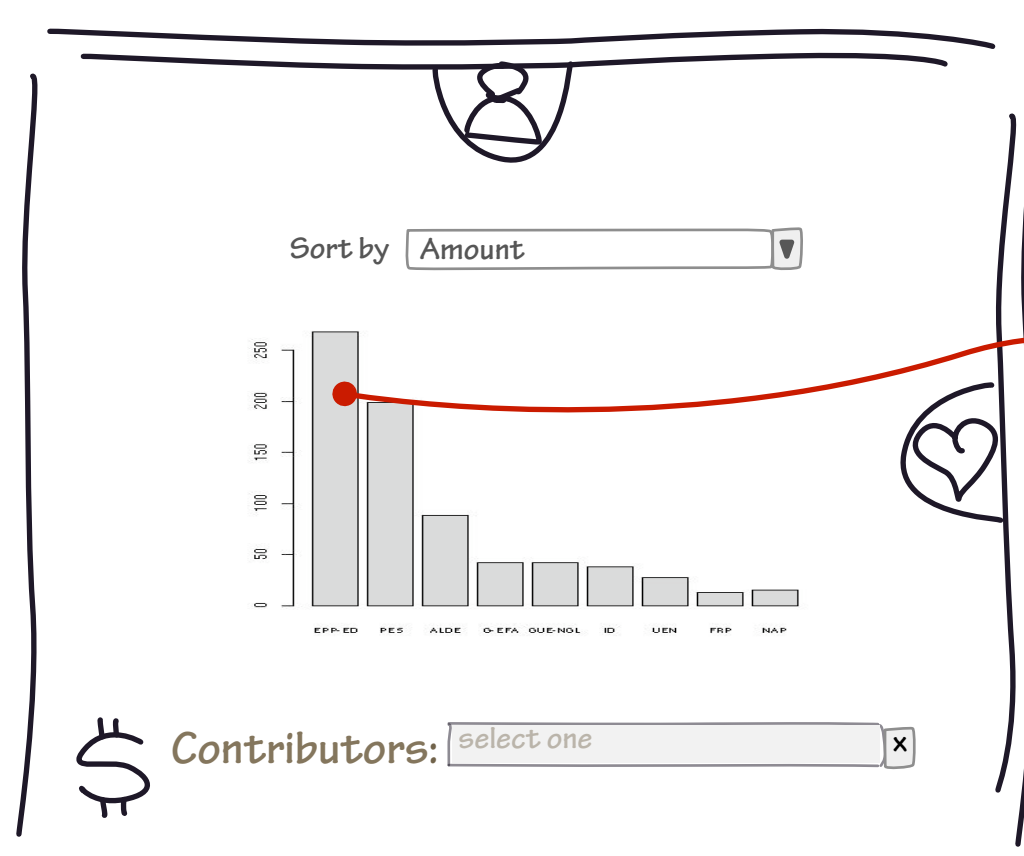 Sort by Amount
250
200
150
100
50
0
EPP-ED PES ALDE G-EFA GUE-NGL ID UEN FRP NAP
$ Contributors: select one X